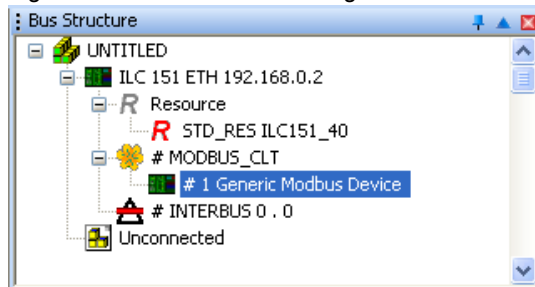 Bus Structure
UNTITLED
ILC 151 ETH 192.168.0.2
R Resource
R STD_RES ILC151_40
# MODBUS_CLT
# 1 Generic Modbus Device
# INTERBUS 0 . 0
Unconnected